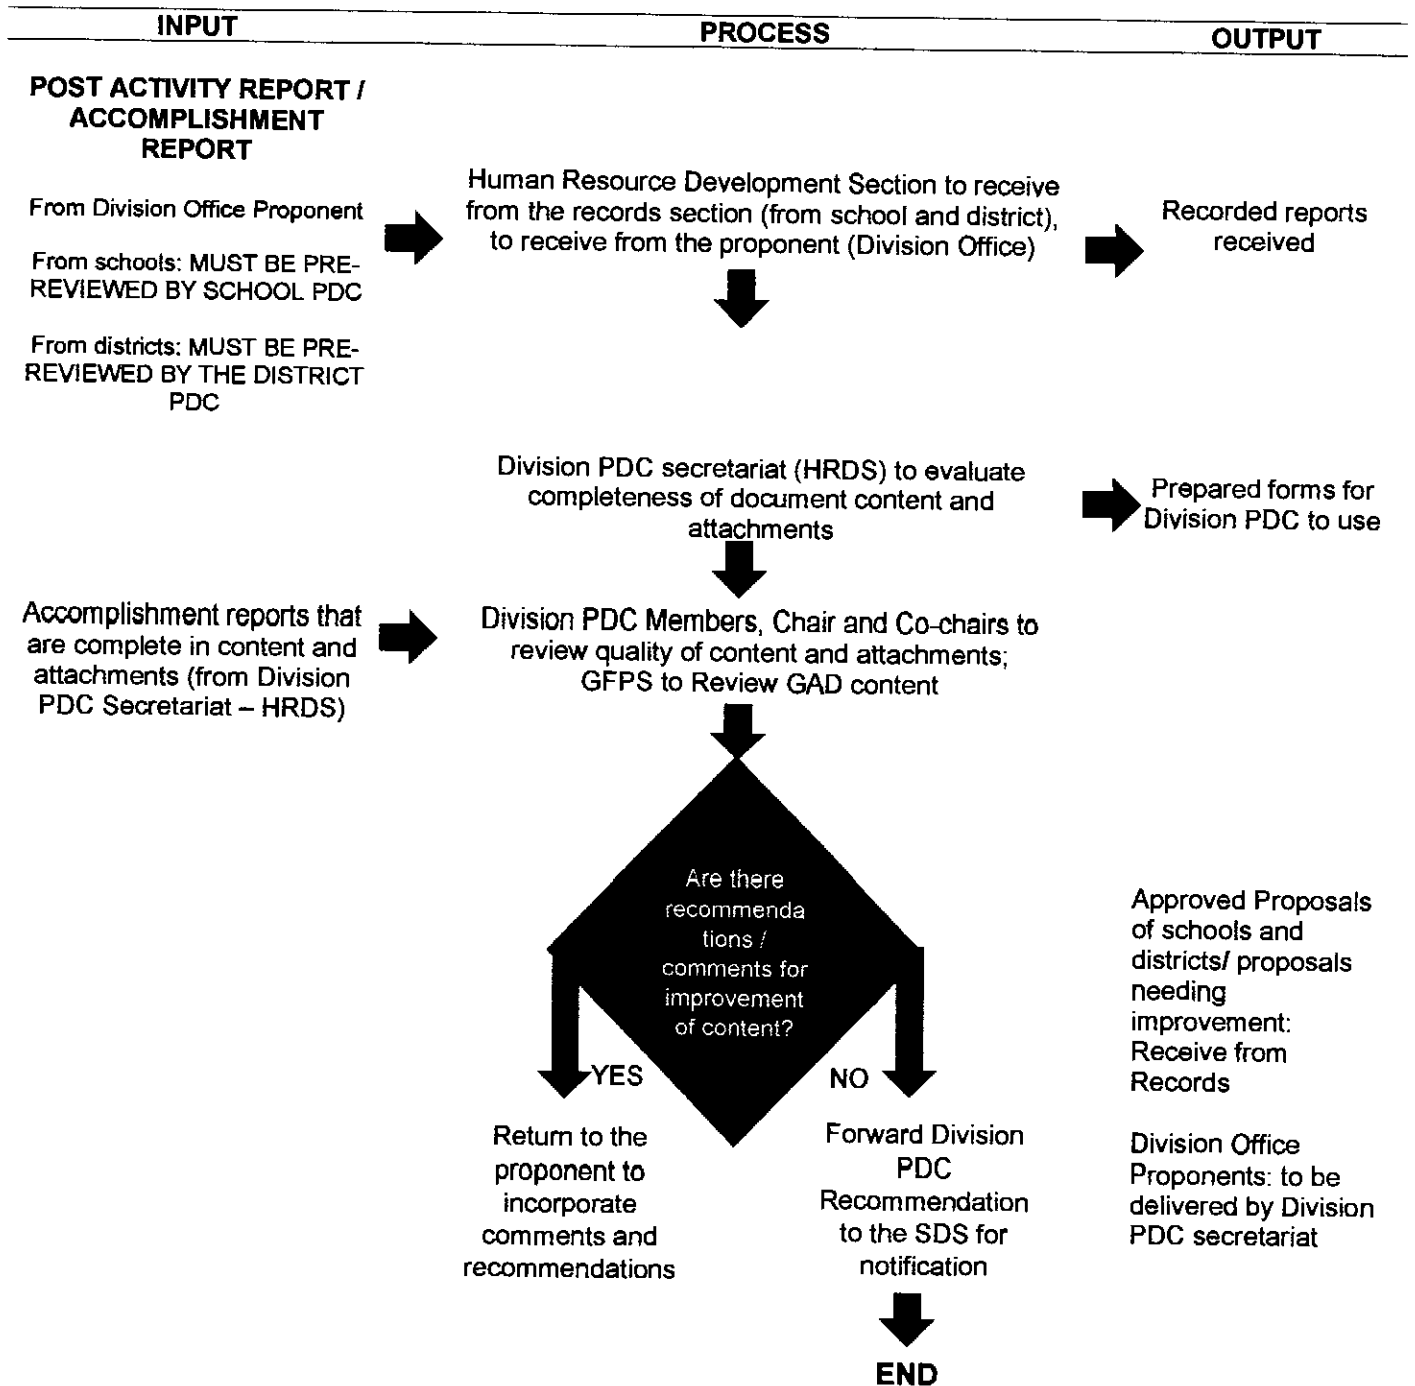 INPUT
PROCESS
OUTPUT
POST ACTIVITY REPORT /
ACCOMPLISHMENT
REPORT
From Division Office Proponent
From schools: MUST BE PRE-
REVIEWED BY SCHOOL PDC
From districts: MUST BE PRE-
REVIEWED BY THE DISTRICT
PDC
Human Resource Development Section to receive
from the records section (from school and district),
to receive from the proponent (Division Office)
Recorded reports
received
Division PDC secretariat (HRDS) to evaluate
completeness of document content and
attachments
Prepared forms for
Division PDC to use
Accomplishment reports that
are complete in content and
attachments (from Division
PDC Secretariat – HRDS)
Division PDC Members, Chair and Co-chairs to
review quality of content and attachments;
GFPS to Review GAD content
Are there
recommenda
tions /
comments for
improvement
of content?
YES
NO
Return to the
proponent to
incorporate
comments and
recommendations
Forward Division
PDC
Recommendation
to the SDS for
notification
END
Approved Proposals
of schools and
districts/ proposals
needing
improvement:
Receive from
Records
Division Office
Proponents: to be
delivered by Division
PDC secretariat